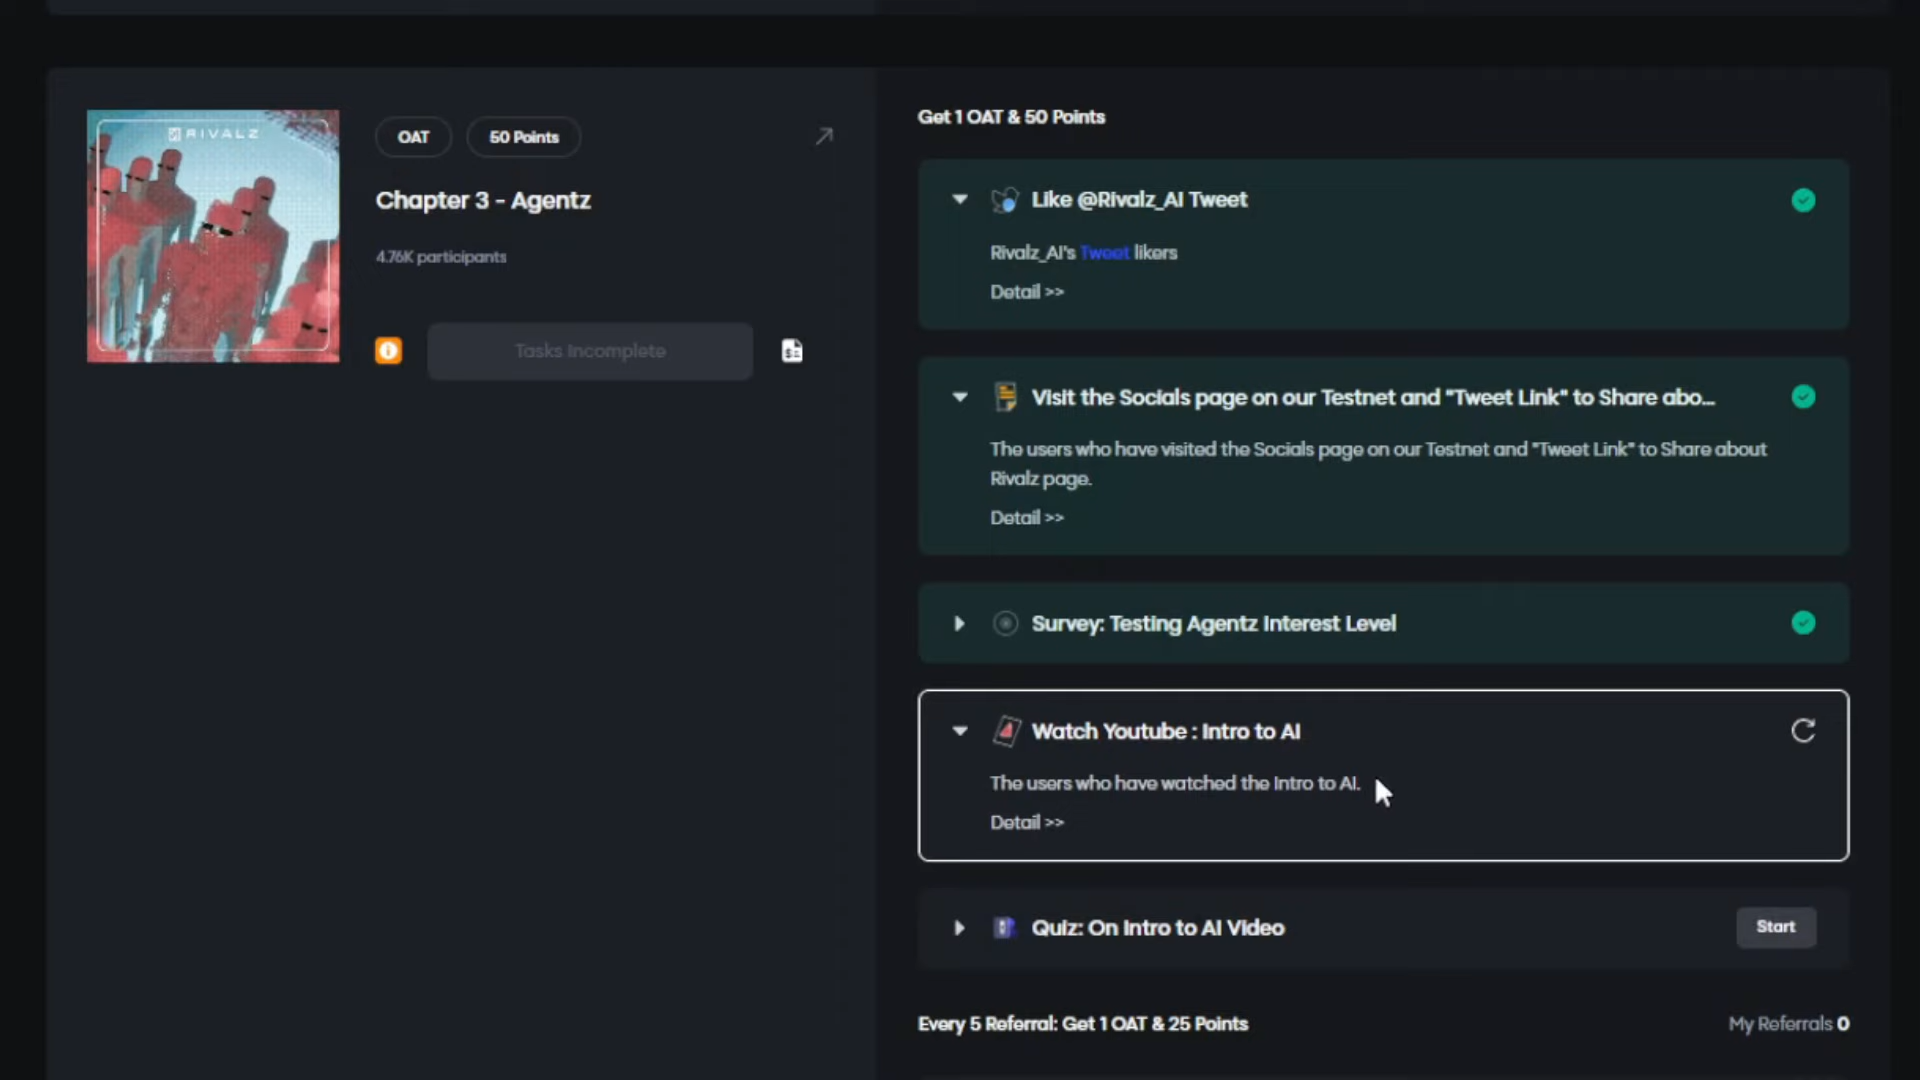 RIVALZ
OAT
50 Points
Chapter 3 - Agentz
4.76K participants
Tasks Incomplete
Get 1 OAT & 50 Points
Like @Rivalz_AI Tweet
Rivalz_AI's Tweet likers
Detail >>
Visit the Socials page on our Testnet and "Tweet Link" to Share abo...
The users who have visited the Socials page on our Testnet and "Tweet Link" to Share about
Rivalz page.
Detail >>
Survey: Testing Agentz Interest Level
Watch Youtube : Intro to AI
The users who have watched the Intro to AI.
Detail >>
Quiz: On Intro to AI Video
Start
Every 5 Referral: Get 1 OAT & 25 Points
My Referrals 0